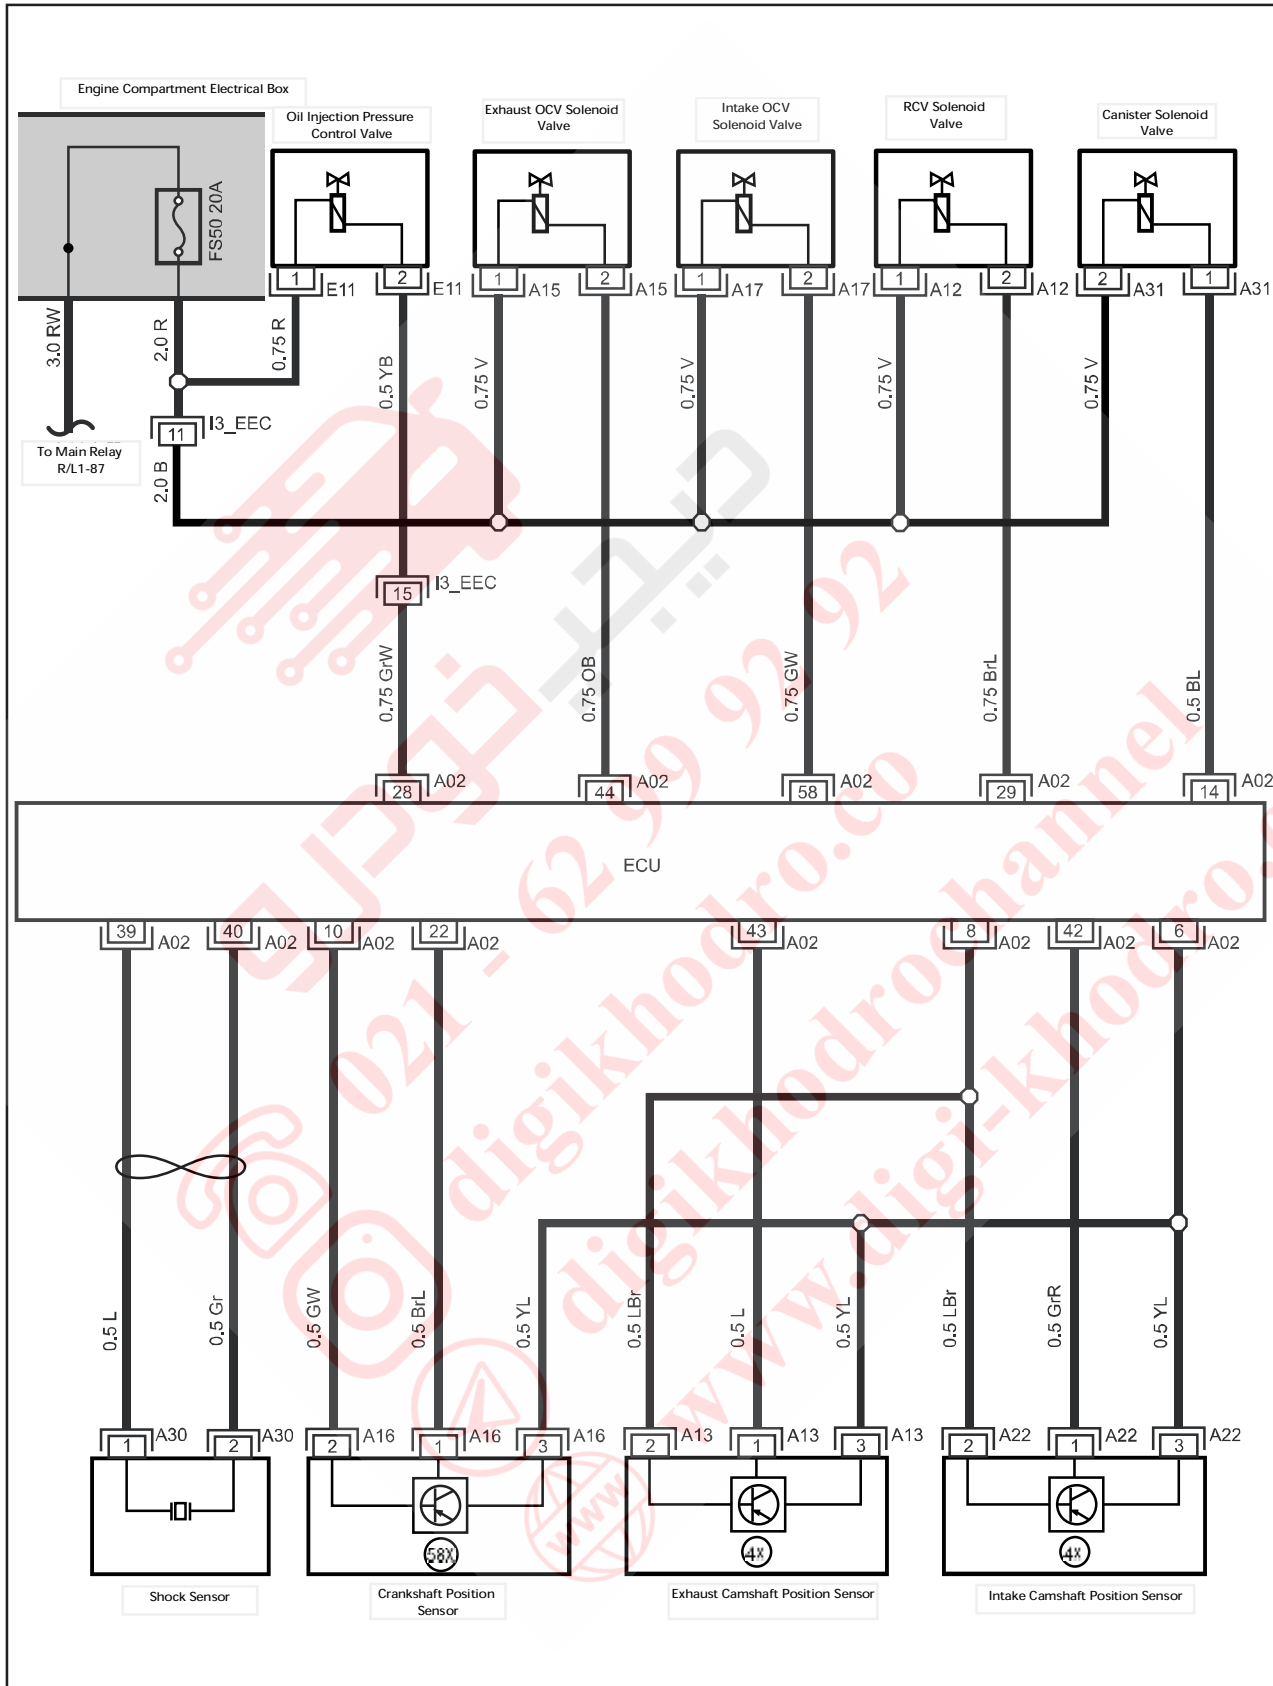 Engine Compartment Electrical Box
Oil Injection Pressure
Control Valve
Exhaust OCV Solenoid
Valve
Intake OCV
Solenoid Valve
RCV Solenoid
Valve
Canister Solenoid
Valve
FS50 20A
1 E11
2 E11
1 A15
2 A15
1 A17
2 A17
1 A12
2 A12
2 A31
1 A31
3.0 RW
2.0 R
0.75 R
0.5 YB
0.75 V
0.75 V
0.75 V
0.75 V
11 I3_EEC
To Main Relay
R/L1-87
2.0 B
15 I3_EEC
0.75 GrW
0.75 OB
0.75 GW
0.75 BrL
0.5 BL
28 A02
44 A02
58 A02
29 A02
14 A02
ECU
39 A02
40 A02
10 A02
22 A02
43 A02
8 A02
42 A02
6 A02
0.5 L
0.5 Gr
0.5 GW
0.5 BrL
0.5 YL
0.5 LBr
0.5 L
0.5 YL
0.5 LBr
0.5 GrR
0.5 YL
1 A30
2 A30
2 A16
1 A16
3 A16
2 A13
1 A13
3 A13
2 A22
1 A22
3 A22
58X
4X
4X
Shock Sensor
Crankshaft Position
Sensor
Exhaust Camshaft Position Sensor
Intake Camshaft Position Sensor
دیجیتال خودرو
021 - 62 99 92 92
digikhodro.co
digikhodrochannel
www.digi-khodro.c
www